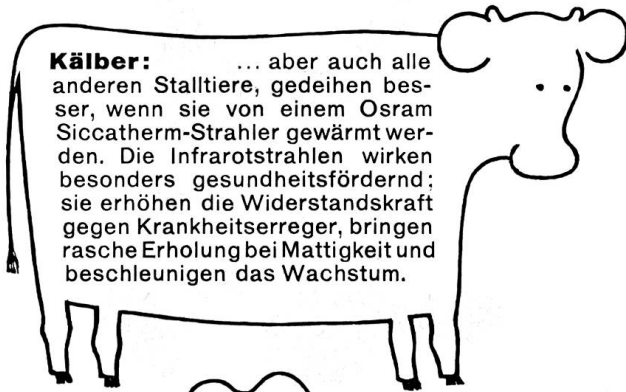 Kälber: ... aber auch alle
anderen Stalltiere, gedeihen bes-
ser, wenn sie von einem Osram
Siccatherm-Strahler gewärmt wer-
den. Die Infrarotstrahlen wirken
besonders gesundheitsfördernd;
sie erhöhen die Widerstandskraft
gegen Krankheitserreger, bringen
rasche Erholung bei Mattigkeit und
beschleunigen das Wachstum.